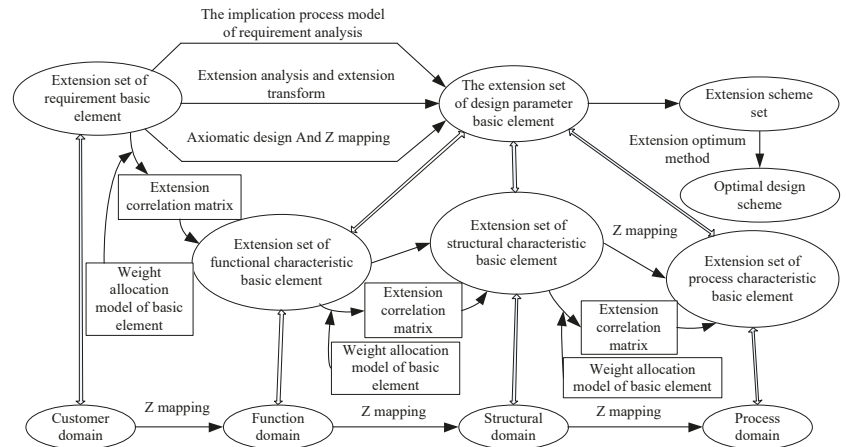 The implication process model
of requirement analysis
Extension set of
requirement basic
element
Extension analysis and extension
transform
The extension set
of design parameter
basic element
Extension scheme
set
Axiomatic design And Z mapping
Extension optimum
method
Optimal design
scheme
Extension
correlation matrix
Extension set of
functional characteristic
basic element
Extension set of
structural characteristic
basic element
Z mapping
Extension set of
process characteristic
basic element
Weight
allocation
model of basic
element
Extension
correlation
matrix
Extension
correlation
matrix
Weight allocation
model of basic
element
Weight allocation
model of basic element
Customer
domain
Z mapping
Function
domain
Z mapping
Structural
domain
Z mapping
Process
domain